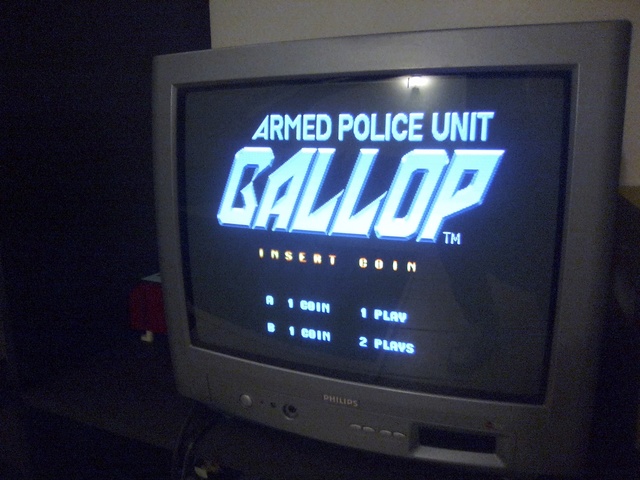 ARMED POLICE UNIT
GALLOP
TM
INSERT COIN
A 1 COIN 1 PLAY
B 1 COIN 2 PLAYS
PHILIPS